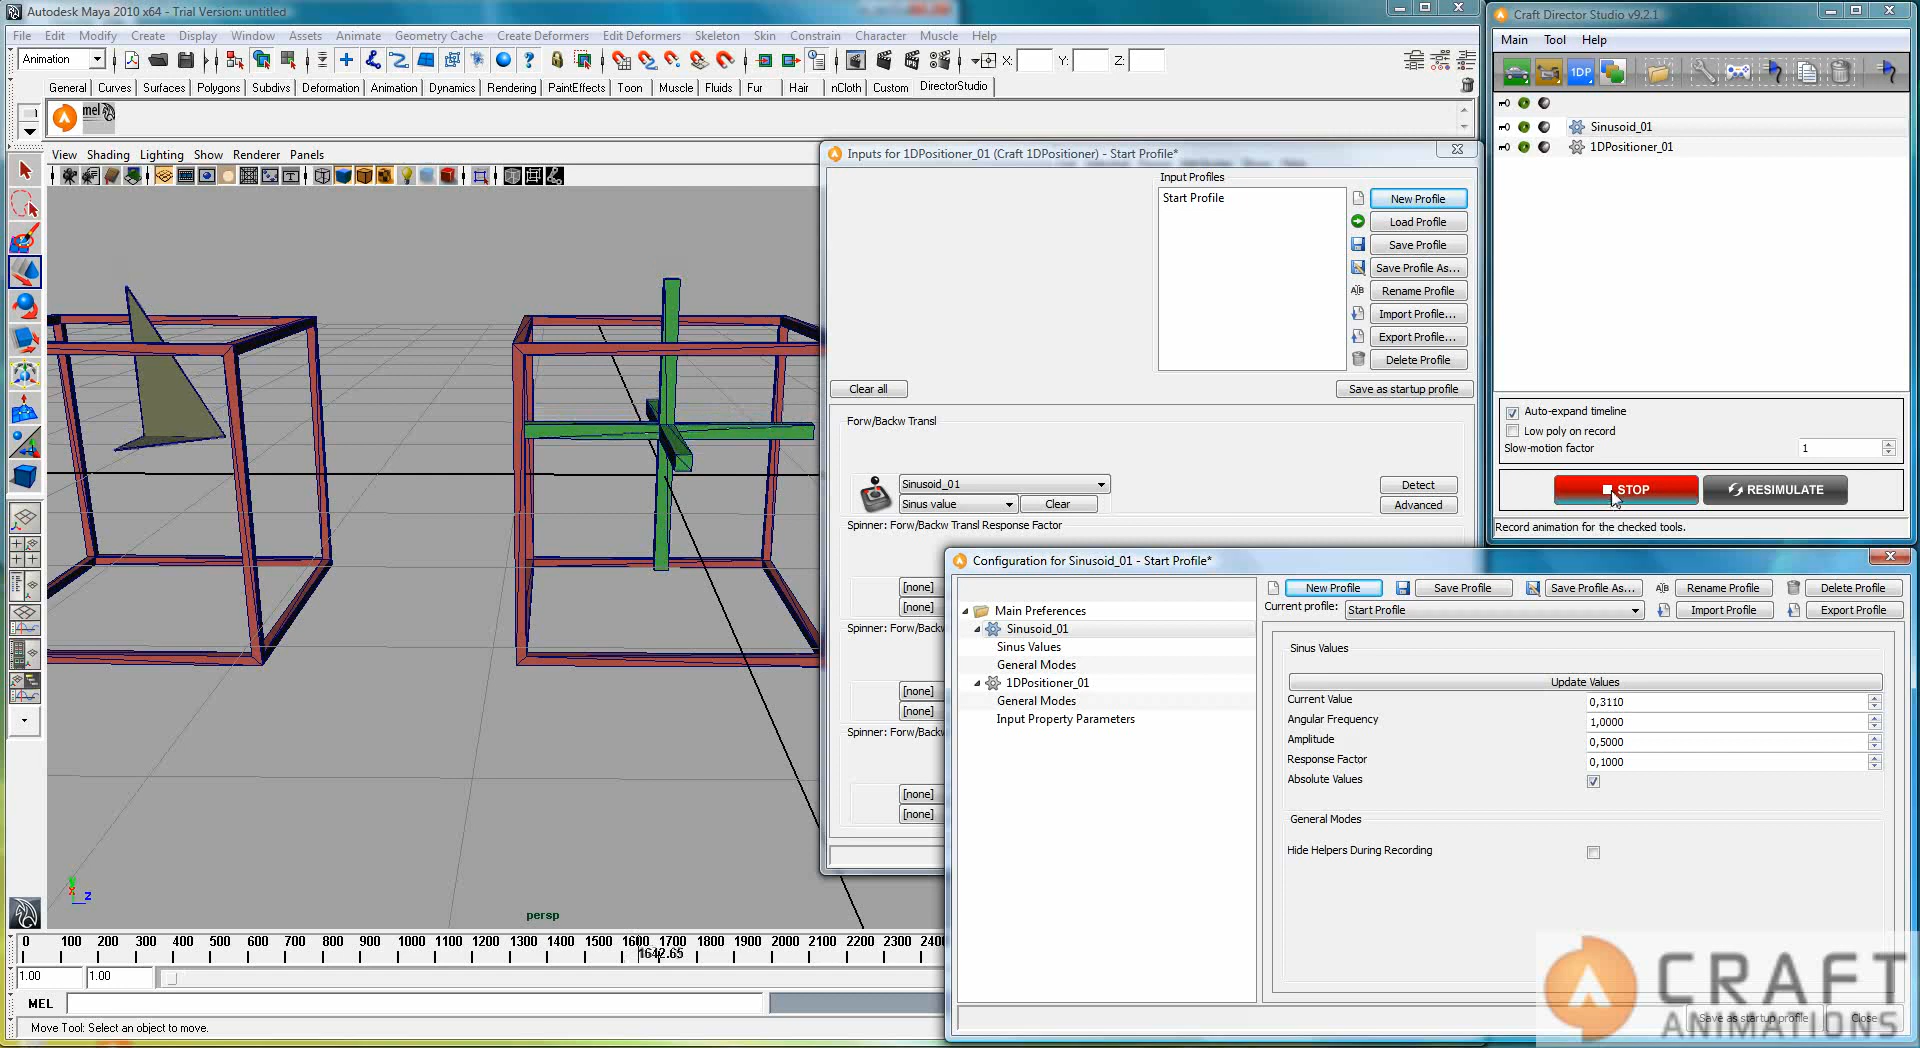 Autodesk Maya 2010 x64 - Trial Version: untitled
File Edit Modify Create Display Window Assets Animate Geometry Cache Create Deformers Edit Deformers Skeleton Skin Constrain Character Muscle Help
Animation X: Y: Z:
General Curves Surfaces Polygons Subdivs Deformation Animation Dynamics Rendering PaintEffects Toon Muscle Fluids Fur Hair nCloth Custom DirectorStudio
mel
View Shading Lighting Show Renderer Panels
persp
z
0 100 200 300 400 500 600 700 800 900 1000 1100 1200 1300 1400 1500 1600 1700 1800 1900 2000 2100 2200 2300 2400
1642.65
1.00 1.00
MEL
Move Tool: Select an object to move.
Inputs for 1DPositioner_01 (Craft 1DPositioner) - Start Profile*
Input Profiles
Start Profile
New Profile
Load Profile
Save Profile
Save Profile As...
Rename Profile
Import Profile...
Export Profile...
Delete Profile
Clear all Save as startup profile
Forw/Backw Transl
Sinusoid_01 Detect
Sinus value Clear Advanced
Spinner: Forw/Backw Transl Response Factor
[none]
[none]
Spinner: Forw/Backw
[none]
[none]
Spinner: Forw/Backw
[none]
[none]
Craft Director Studio v9.2.1
Main Tool Help
1DP
Sinusoid_01
1DPositioner_01
Auto-expand timeline
Low poly on record
Slow-motion factor 1
STOP RESIMULATE
Record animation for the checked tools.
Configuration for Sinusoid_01 - Start Profile*
Main Preferences
Sinusoid_01
Sinus Values
General Modes
1DPositioner_01
General Modes
Input Property Parameters
New Profile Save Profile Save Profile As... Rename Profile Delete Profile
Current profile: Start Profile Import Profile Export Profile
Sinus Values
Update Values
Current Value 0,3110
Angular Frequency 1,0000
Amplitude 0,5000
Response Factor 0,1000
Absolute Values
General Modes
Hide Helpers During Recording
Save as startup profile Close
CRAFT
ANIMATIONS